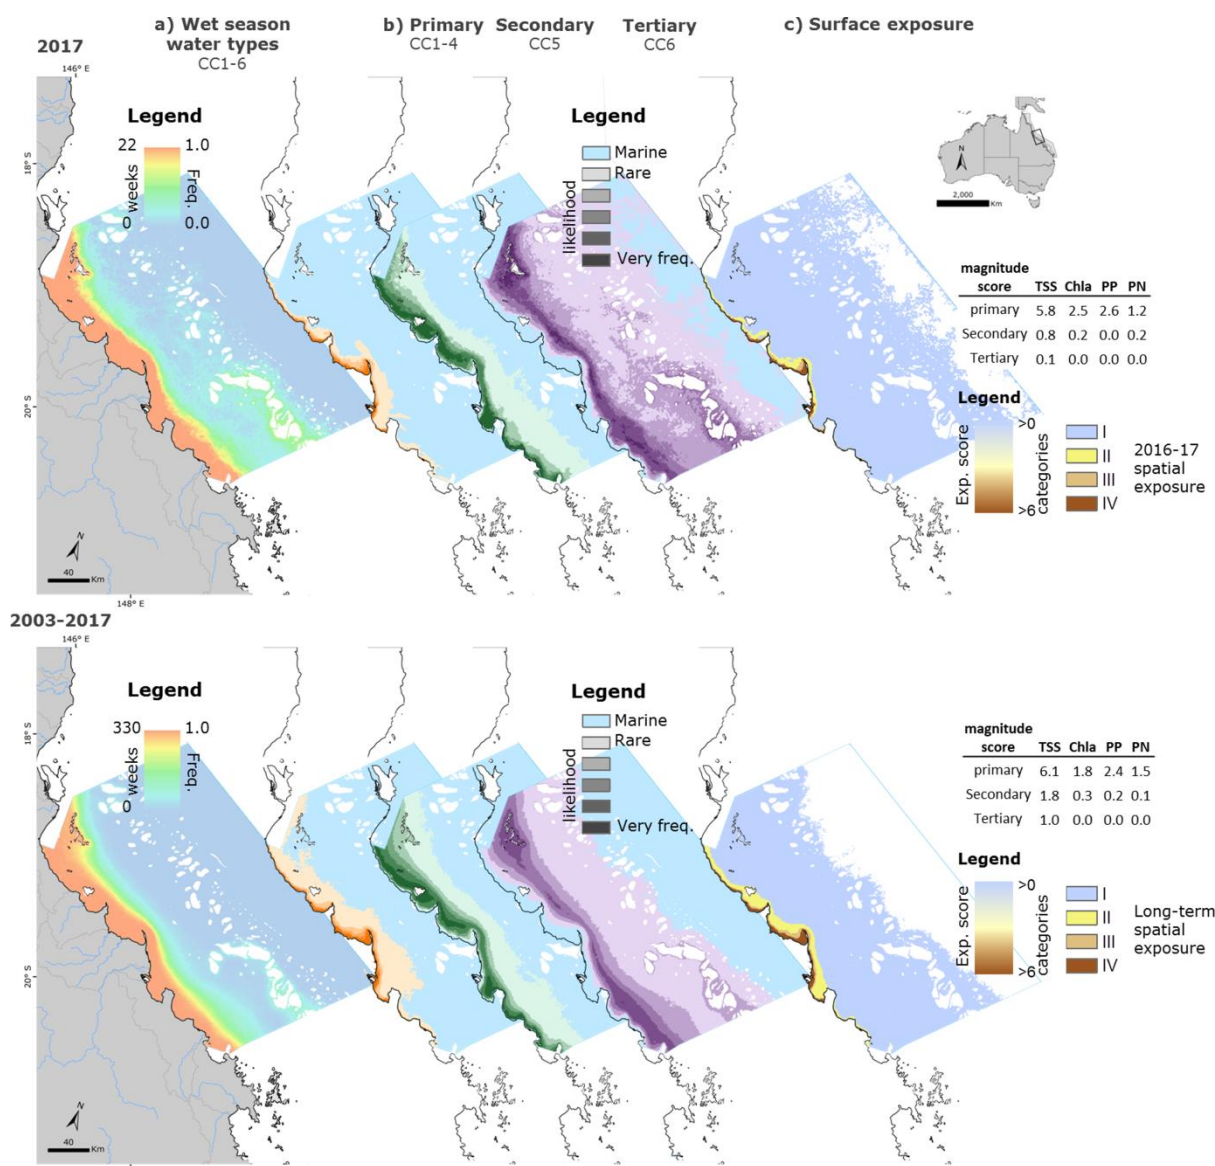 a) Wet season
water types
CC1-6
b) Primary
CC1-4
Secondary
CC5
Tertiary
CC6
c) Surface exposure
2017
146° E
18° S
20° S
148° E
Legend
22
1.0
weeks
Freq.
0
0.0
N
40 Km
Legend
Marine
Rare
likelihood
Very freq.
N
2,000
Km
magnitude
score TSS Chla PP PN
primary 5.8 2.5 2.6 1.2
Secondary 0.8 0.2 0.0 0.2
Tertiary 0.1 0.0 0.0 0.0
Legend
Exp. score
>0
>6
categories
I
II
III
IV
2016-17
spatial
exposure
2003-2017
146° E
18° S
20° S
148° E
Legend
330
1.0
weeks
Freq.
0
0.0
N
40 Km
Legend
Marine
Rare
likelihood
Very freq.
magnitude
score TSS Chla PP PN
primary 6.1 1.8 2.4 1.5
Secondary 1.8 0.3 0.2 0.1
Tertiary 1.0 0.0 0.0 0.0
Legend
Exp. score
>0
>6
categories
I
II
III
IV
Long-term
spatial
exposure